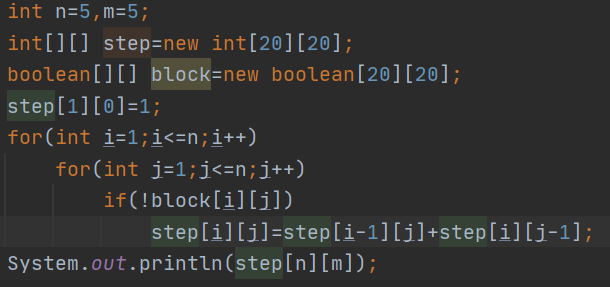 int n=5,m=5;
int[][] step=new int[20][20];
boolean[][] block=new boolean[20][20];
step[1][0]=1;
for(int i=1;i<=n;i++)
for(int j=1;j<=n;j++)
if(!block[i][j])
step[i][j]=step[i-1][j]+step[i][j-1];
System.out.println(step[n][m]);